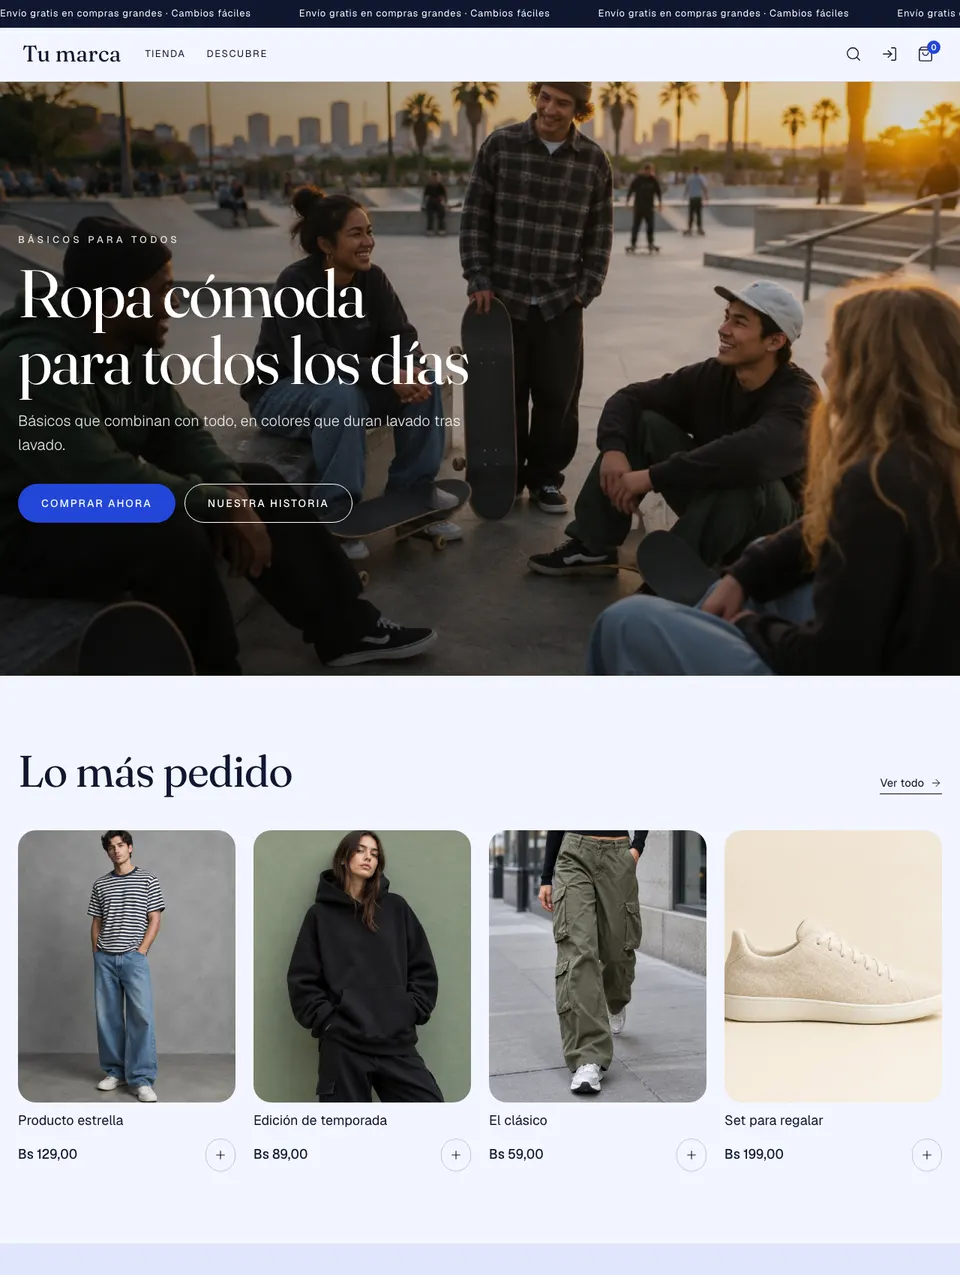 Envío gratis en compras grandes · Cambios fáciles Envío gratis en compras grandes · Cambios fáciles Envío gratis en compras grandes · Cambios fáciles Envío gratis
Tu marca TIENDA DESCUBRE 0
BÁSICOS PARA TODOS
Ropa cómoda
para todos los días
Básicos que combinan con todo, en colores que duran lavado tras
lavado.
COMPRAR AHORA NUESTRA HISTORIA
Lo más pedido
Ver todo →
Producto estrella Edición de temporada El clásico Set para regalar
Bs 129,00 + Bs 89,00 + Bs 59,00 + Bs 199,00 +